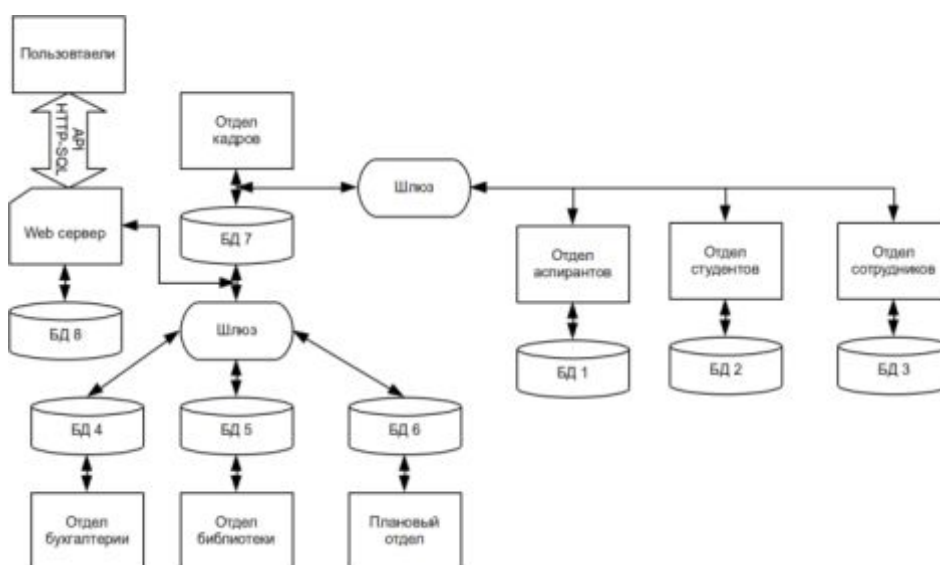 Пользовтаели
API
HTTP-SQL
Web сервер
БД 8
Отдел
кадров
БД 7
Шлюз
Шлюз
Отдел
аспирантов
БД 1
Отдел
студентов
БД 2
Отдел
сотрудников
БД 3
БД 4
БД 5
БД 6
Отдел
бухгалтерии
Отдел
библиотеки
Плановый
отдел